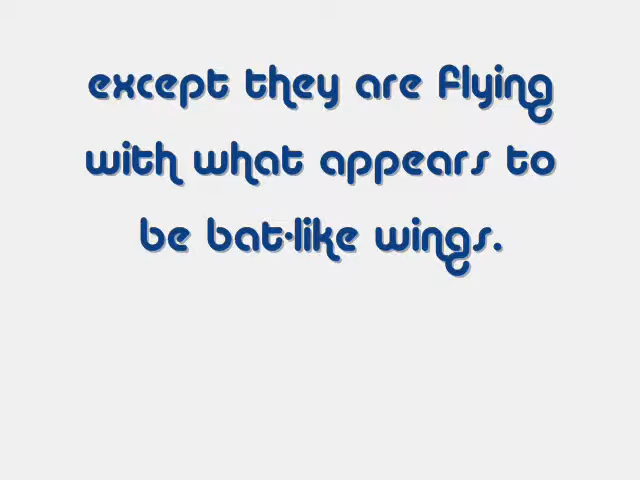 except they are flying
with what appears to
be bat-like wings.